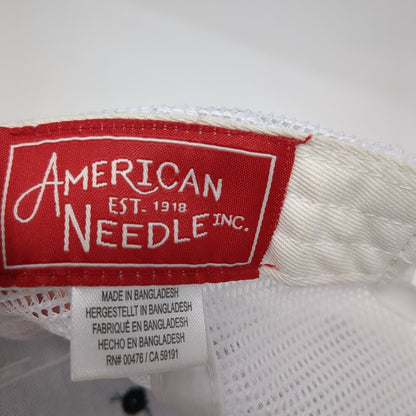 AMERICAN
EST. 1918
NEEDLE INC.
MADE IN BANGLADESH
HERGESTELLT IN BANGLADESH
FABRIQUÉ EN BANGLADESH
HECHO EN BANGLADESH
RN# 00476 / CA 59191